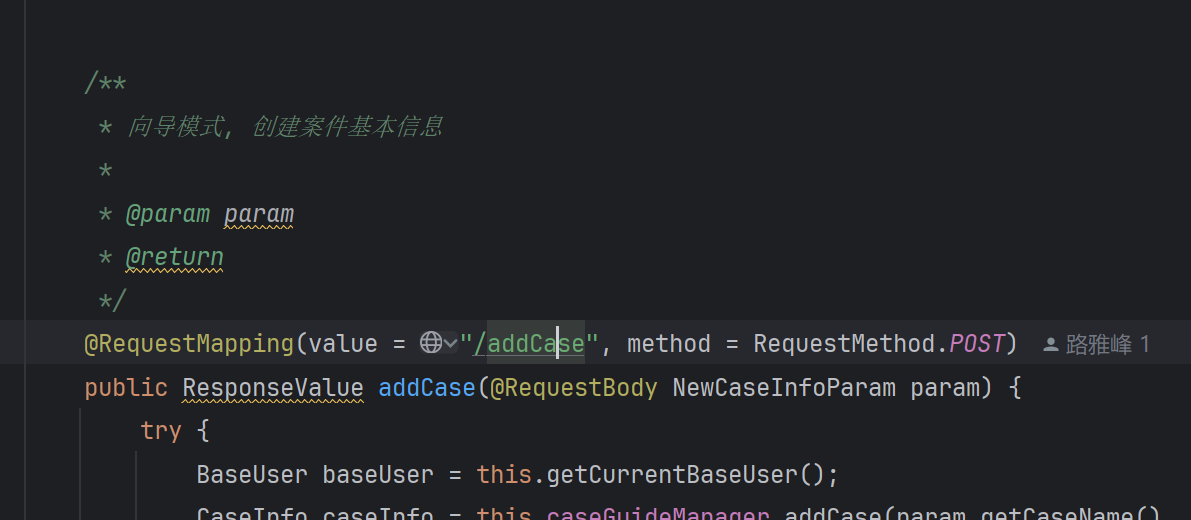 /**
* 向导模式, 创建案件基本信息
*
* @param param
* @return
*/
@RequestMapping(value = "/addCase", method = RequestMethod.POST) 路雅峰 1
public ResponseValue addCase(@RequestBody NewCaseInfoParam param) {
try {
BaseUser baseUser = this.getCurrentBaseUser();
CaseInfo caseInfo = this.caseGuideManager.addCase(param.getCaseName()